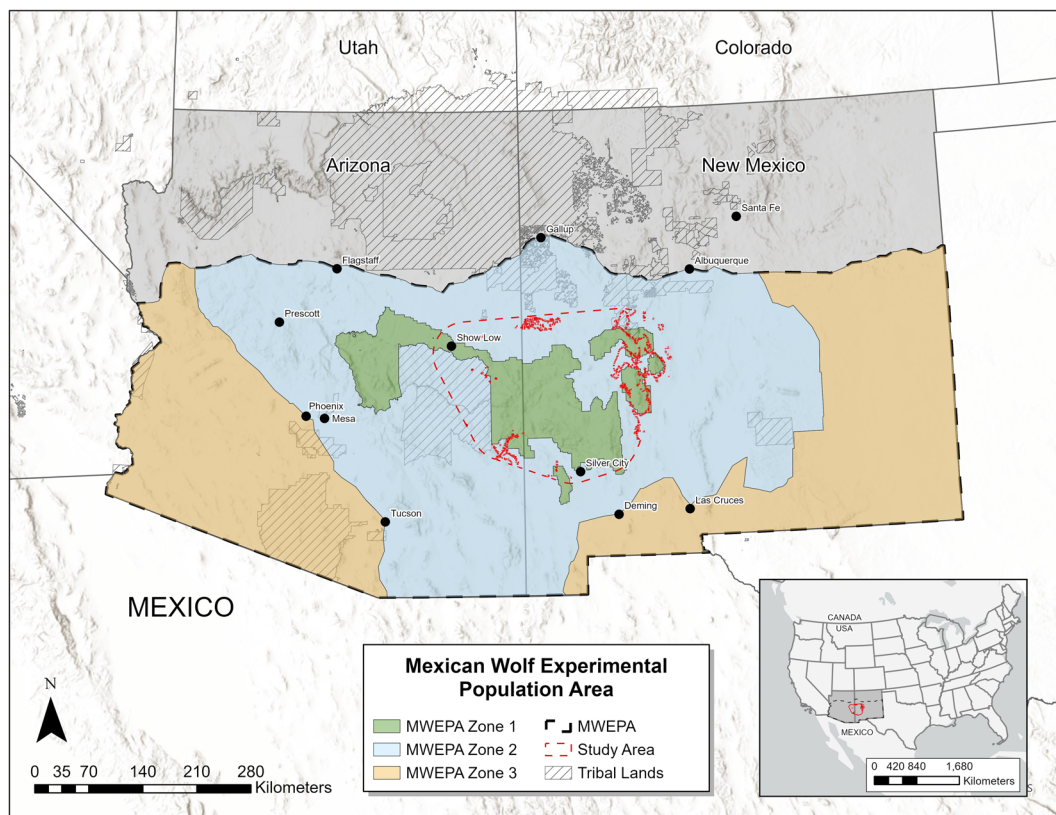 Utah
Colorado
Arizona
New Mexico
Santa Fe
Gallup
Flagstaff
Albuquerque
Prescott
Show Low
Phoenix
Mesa
Silver City
Tucson
Deming
Las Cruces
MEXICO
N
0 35 70 140 210 280
Kilometers
Mexican Wolf Experimental
Population Area
MWEPA Zone 1
MWEPA Zone 2
MWEPA Zone 3
MWEPA
Study Area
Tribal Lands
CANADA
USA
MEXICO
0 420 840 1,680
Kilometers